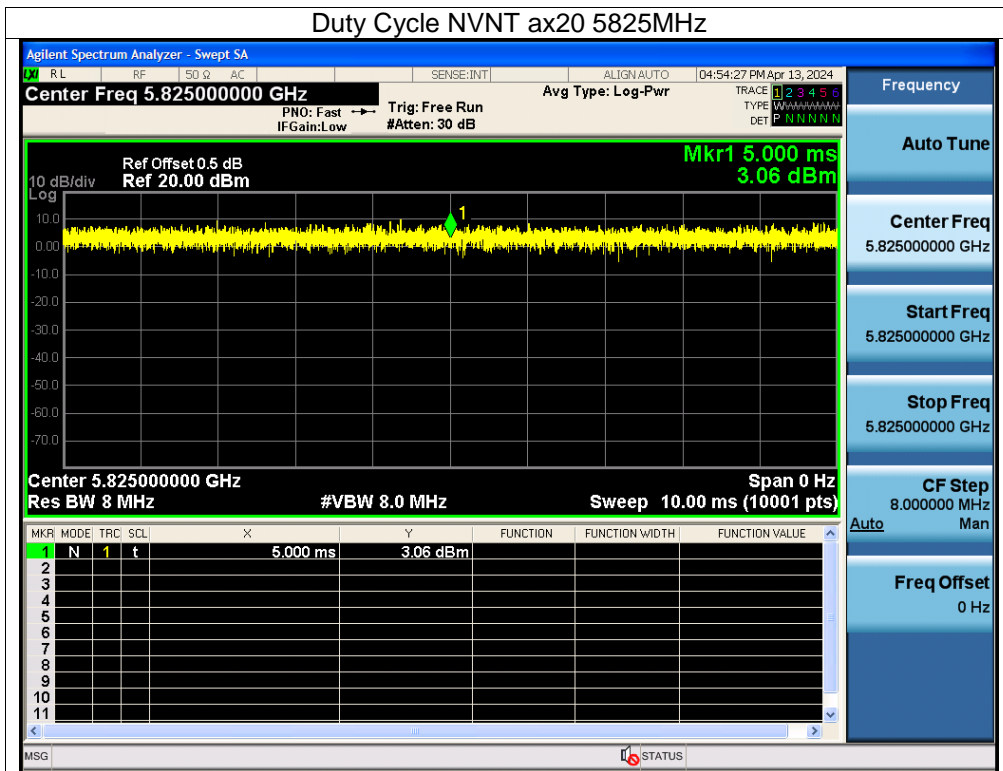 Duty Cycle NVNT ax20 5825MHz
Agilent Spectrum Analyzer - Swept SA
LXI RL RF 50 Ω AC SENSE:INT ALIGN AUTO 04:54:27 PM Apr 13, 2024
Center Freq 5.825000000 GHz
PNO: Fast
IFGain:Low
Trig: Free Run
#Atten: 30 dB
Avg Type: Log-Pwr
TRACE 1 2 3 4 5 6
TYPE WWWWWW
DET P N N N N N
Ref Offset 0.5 dB
Ref 20.00 dBm
10 dB/div
Log
Mkr1 5.000 ms
3.06 dBm
1
10.0
0.00
-10.0
-20.0
-30.0
-40.0
-50.0
-60.0
-70.0
Center 5.825000000 GHz Span 0 Hz
Res BW 8 MHz #VBW 8.0 MHz Sweep 10.00 ms (10001 pts)
MKR MODE TRC SCL X Y FUNCTION FUNCTION WIDTH FUNCTION VALUE
1 N 1 t 5.000 ms 3.06 dBm
2
3
4
5
6
7
8
9
10
11
MSG STATUS
Frequency
Auto Tune
Center Freq
5.825000000 GHz
Start Freq
5.825000000 GHz
Stop Freq
5.825000000 GHz
CF Step
8.000000 MHz
Auto Man
Freq Offset
0 Hz